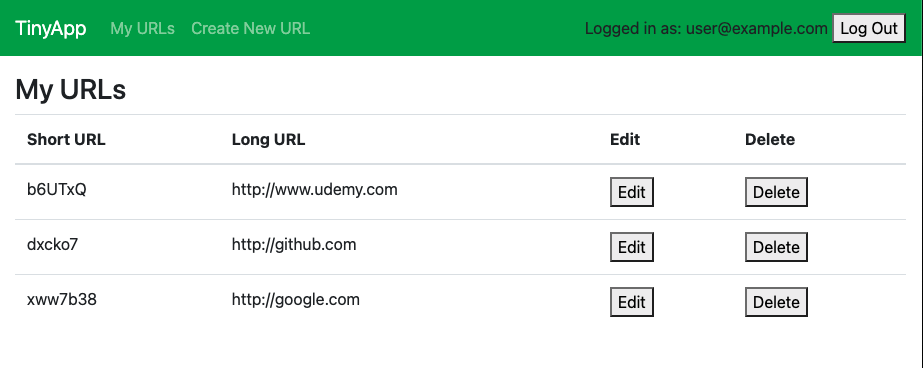 TinyApp My URLs Create New URL Logged in as: user@example.com Log Out
My URLs
Short URL Long URL Edit Delete
b6UTxQ http://www.udemy.com Edit Delete
dxcko7 http://github.com Edit Delete
xww7b38 http://google.com Edit Delete